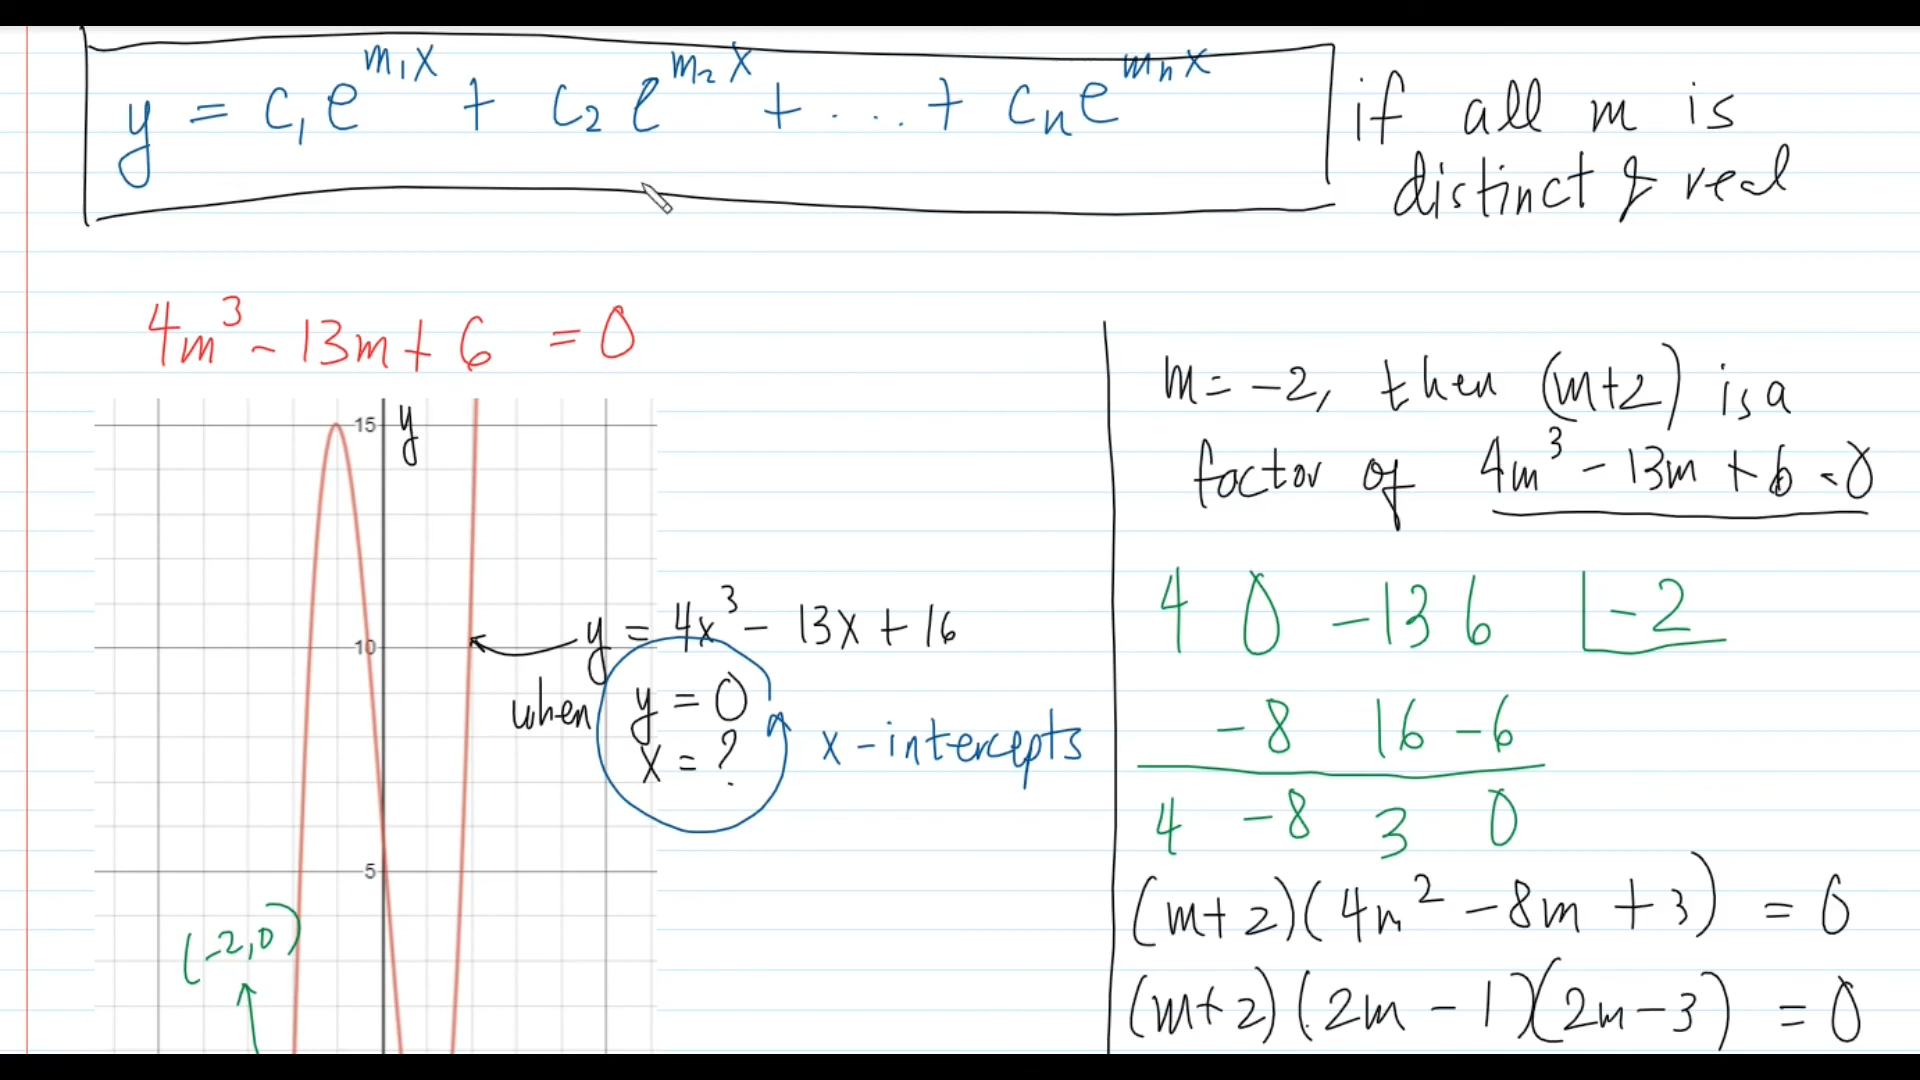 y = c₁e^{m₁x} + c₂e^{m₂x} + ... + cₙe^{mₙx}
if all m is
distinct & real
4m³ - 13m + 6 = 0
15
y
10
5
(-2,0)
y = 4x³ - 13x + 16
when y = 0
x = ?
x-intercepts
m = -2, then (m+2) is a
factor of 4m³ - 13m + 6 = 0
4 0 -13 6 |-2
-8 16 -6
4 -8 3 0
(m+2)(4m² - 8m + 3) = 0
(m+2)(2m - 1)(2m - 3) = 0